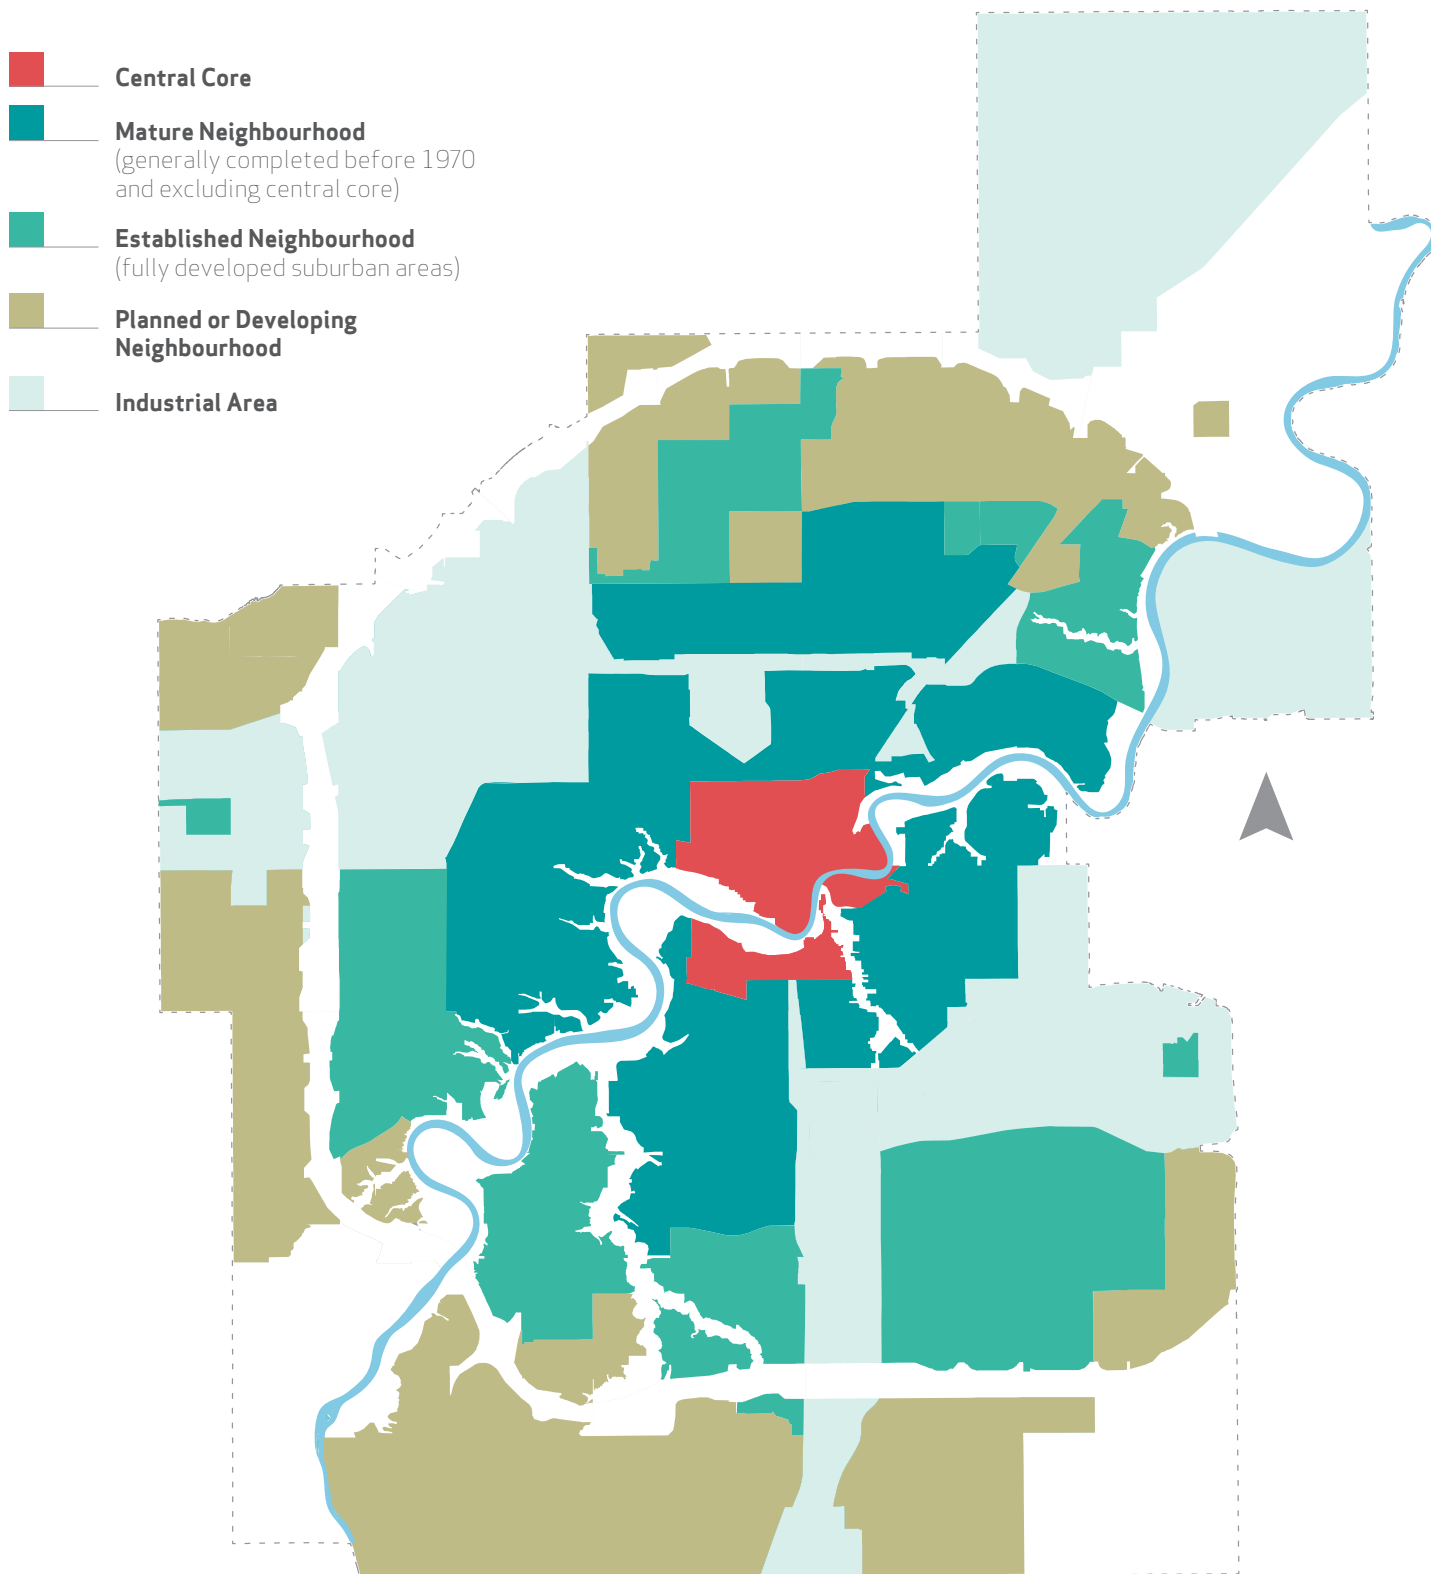 Central Core
Mature Neighbourhood
(generally completed before 1970
and excluding central core)
Established Neighbourhood
(fully developed suburban areas)
Planned or Developing
Neighbourhood
Industrial Area